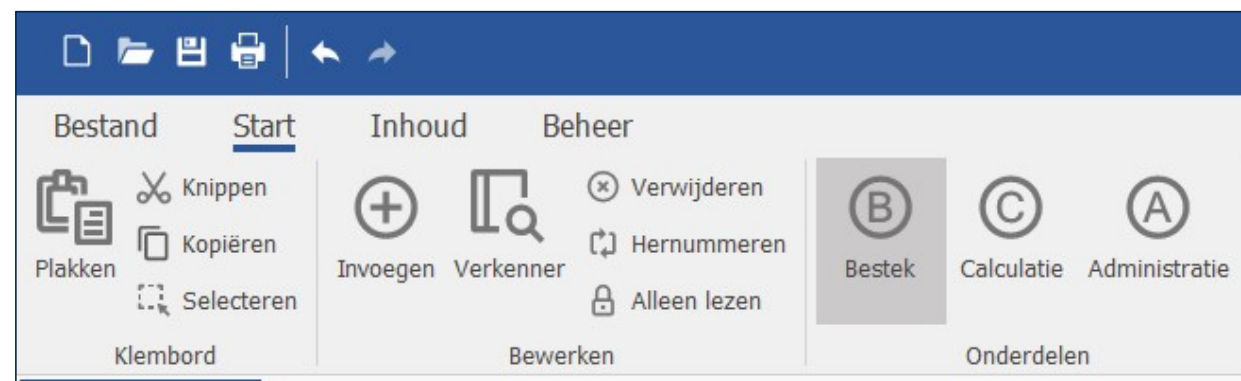 Bestand Start Inhoud Beheer
Knippen
Kopiëren
Selecteren
Plakken
Klembord
Invoegen Verkenner
Verwijderen
Hernummeren
Alleen lezen
Bewerken
B C A
Bestek Calculatie Administratie
Onderdelen